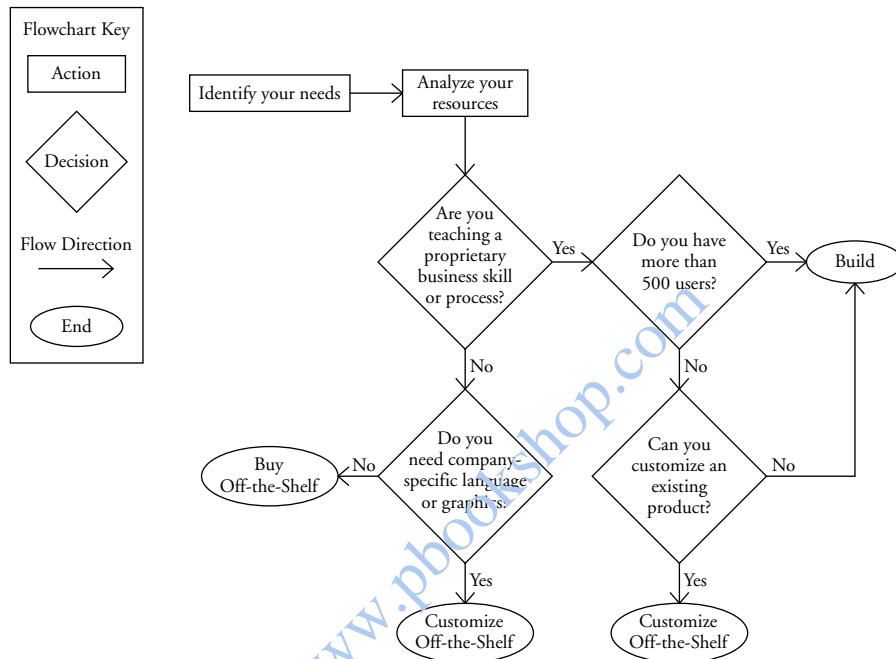 Flowchart Key
Action
Decision
Flow Direction
End
Identify your needs
Analyze your
resources
Are you
teaching a
proprietary
business skill
or process?
Yes
Do you have
more than
500 users?
Yes
Build
No
No
Do you
need company-
specific language
or graphics?
No
Buy
Off-the-Shelf
Can you
customize an
existing
product?
No
Yes
Yes
Customize
Off-the-Shelf
Customize
Off-the-Shelf
www.pbookshop.com